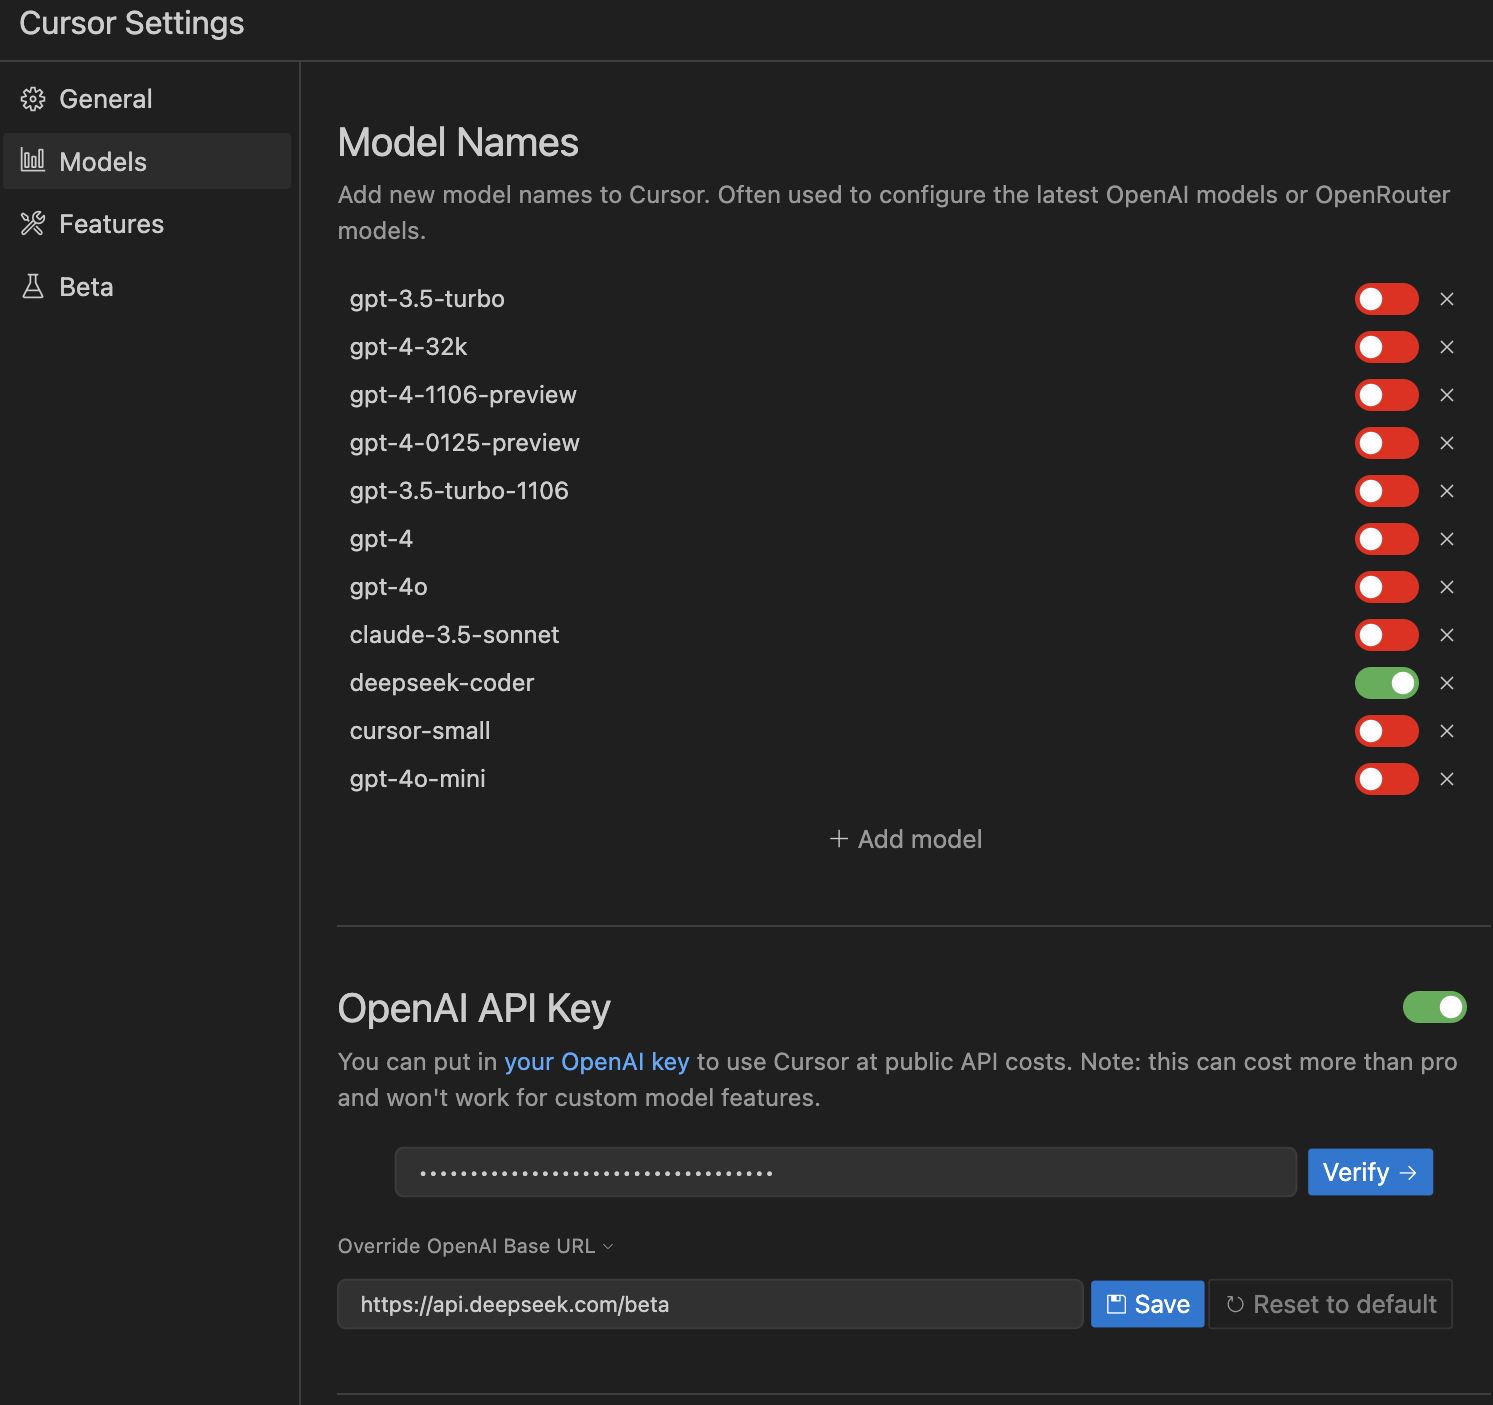 Cursor Settings
General
Models
Features
Beta
Model Names
Add new model names to Cursor. Often used to configure the latest OpenAI models or OpenRouter
models.
gpt-3.5-turbo
gpt-4-32k
gpt-4-1106-preview
gpt-4-0125-preview
gpt-3.5-turbo-1106
gpt-4
gpt-4o
claude-3.5-sonnet
deepseek-coder
cursor-small
gpt-4o-mini
+ Add model
OpenAI API Key
You can put in your OpenAI key to use Cursor at public API costs. Note: this can cost more than pro
and won't work for custom model features.
•••••••••••••••••••••••••••••••••••
Verify →
Override OpenAI Base URL
https://api.deepseek.com/beta
Save
Reset to default